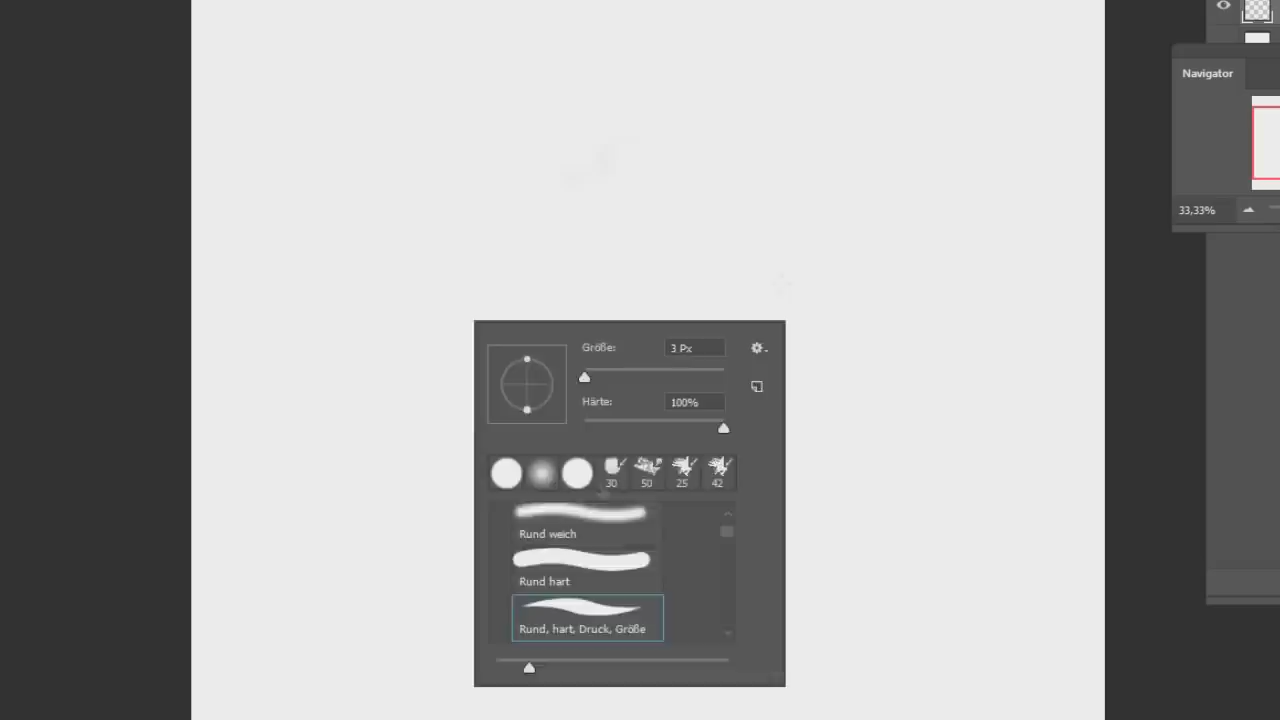 Navigator
33,33%
Größe:
3 Px
Härte:
100%
30 50 25 42
Rund weich
Rund hart
Rund, hart, Druck, Größe